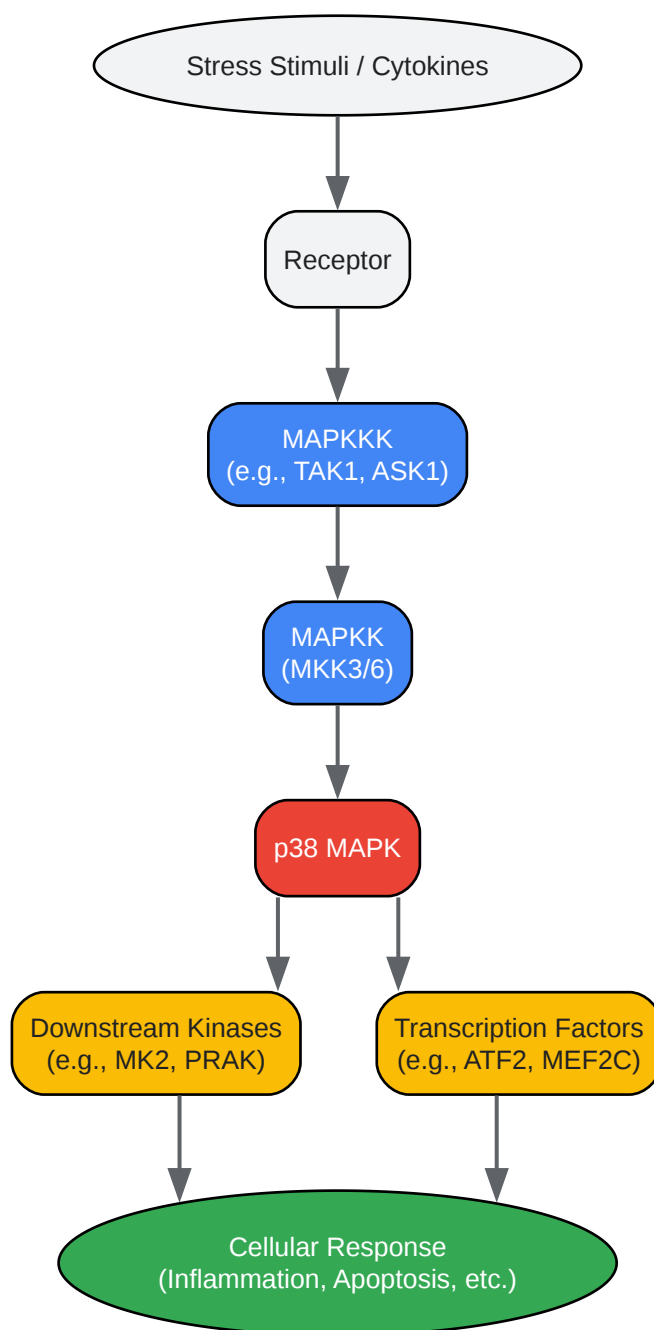 Stress Stimuli / Cytokines
Receptor
MAPKKK
(e.g., TAK1, ASK1)
MAPKK
(MKK3/6)
p38 MAPK
Downstream Kinases
(e.g., MK2, PRAK)
Transcription Factors
(e.g., ATF2, MEF2C)
Cellular Response
(Inflammation, Apoptosis, etc.)